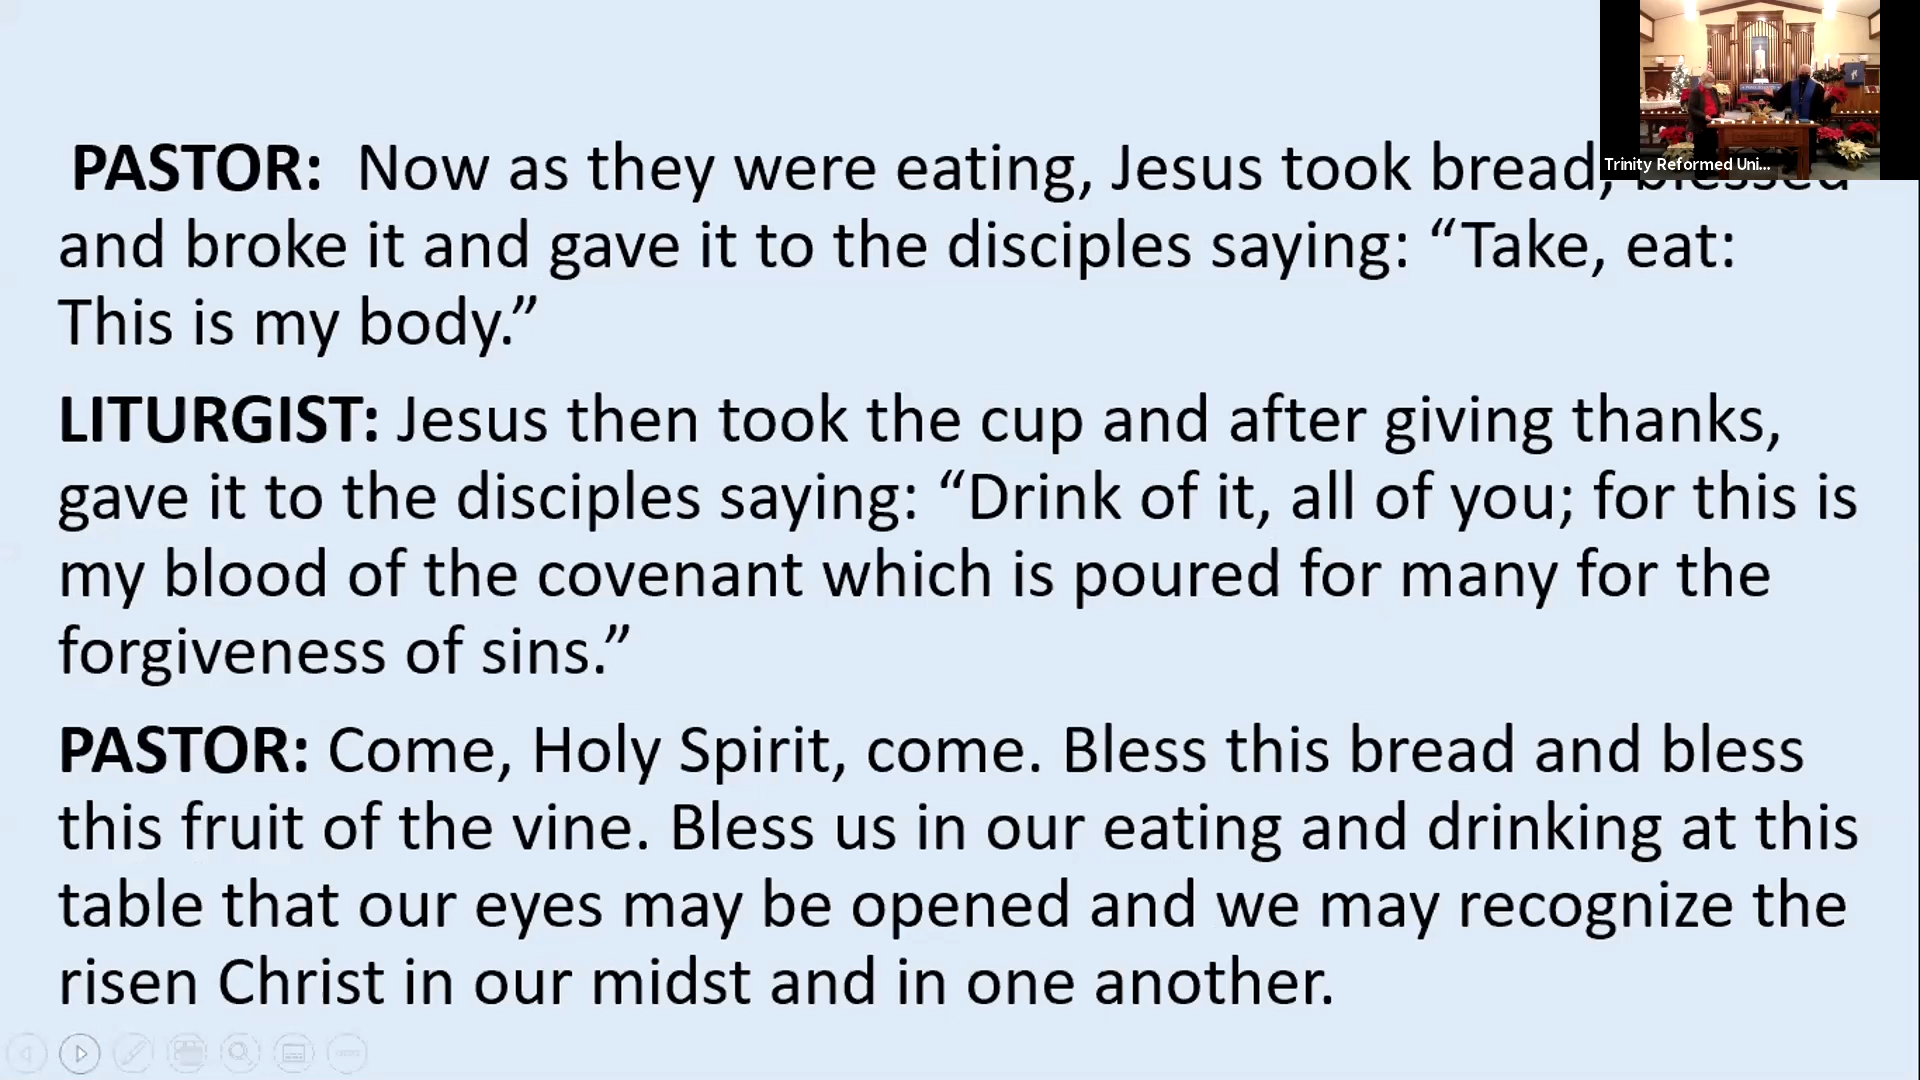 PASTOR: Now as they were eating, Jesus took bread, blessed
and broke it and gave it to the disciples saying: “Take, eat:
This is my body.”
LITURGIST: Jesus then took the cup and after giving thanks,
gave it to the disciples saying: “Drink of it, all of you; for this is
my blood of the covenant which is poured for many for the
forgiveness of sins.”
PASTOR: Come, Holy Spirit, come. Bless this bread and bless
this fruit of the vine. Bless us in our eating and drinking at this
table that our eyes may be opened and we may recognize the
risen Christ in our midst and in one another.
Trinity Reformed Uni...